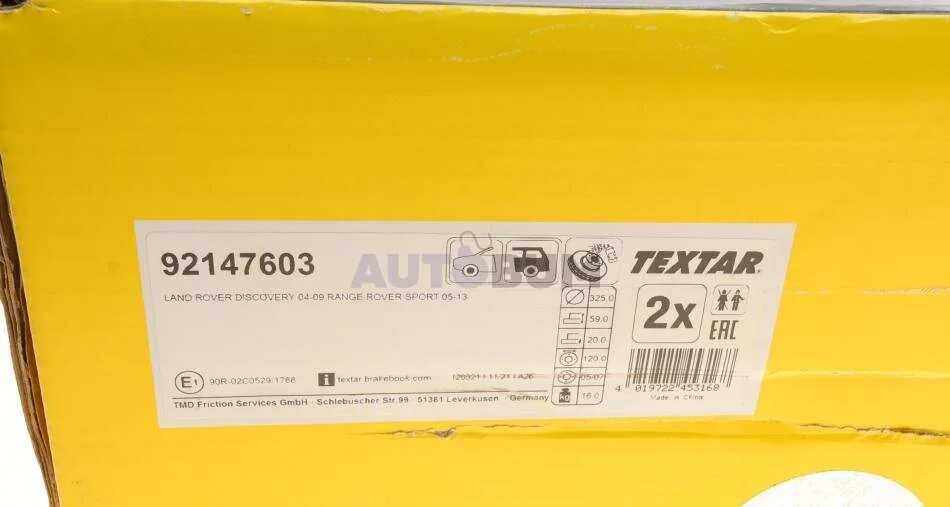 92147603
AUTOBUTT
TEXTAR
LAND ROVER DISCOVERY 04-09 RANGE ROVER SPORT 05-13
325.0
59.0
20.0
120.0
05/07
kg 16.0
2x
EAC
E1 90R-02C0529/1768
i textar.brakebook.com
4 019722 453168
Made in China
TMD Friction Services GmbH · Schlebuscher Str.99 · 51381 Leverkusen · Germany